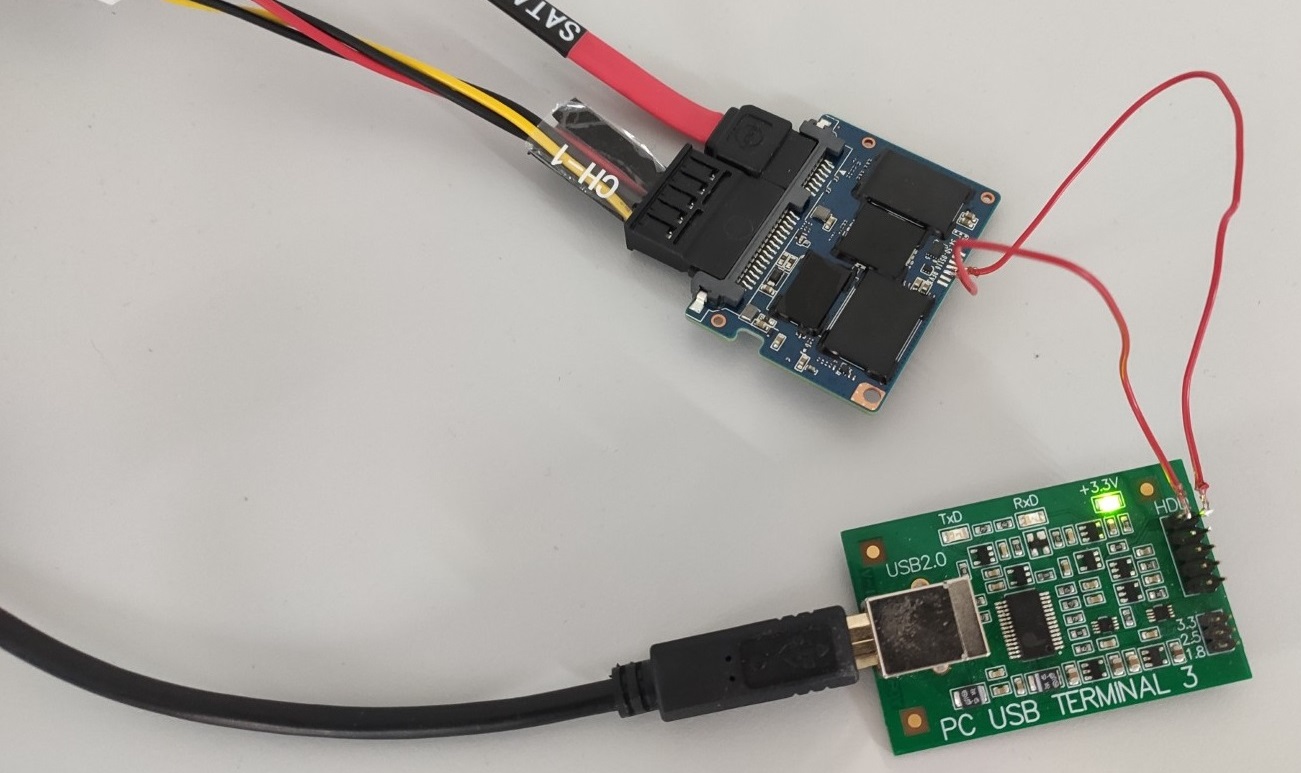 SATA
CH-1
+3.3V
RxD
TxD
HD
USB2.0
3.3
2.5
1.8
PC USB TERMINAL 3